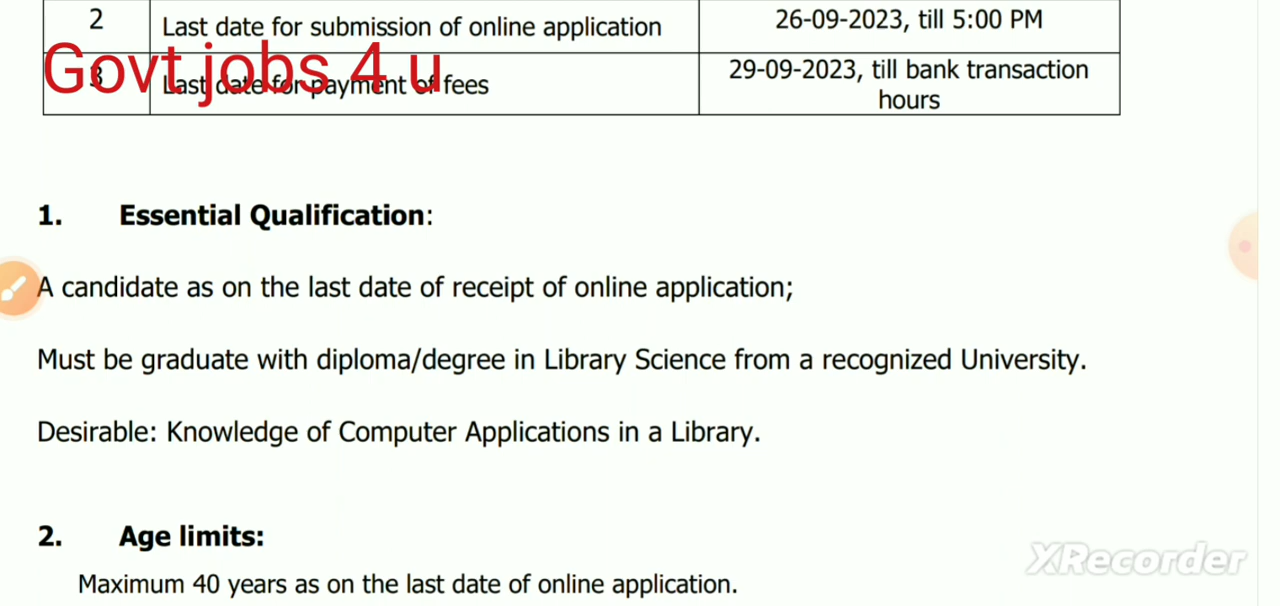 2 Last date for submission of online application 26-09-2023, till 5:00 PM
Govt jobs 4 u
3 Last date for payment of fees 29-09-2023, till bank transaction
hours
1. Essential Qualification:
A candidate as on the last date of receipt of online application;
Must be graduate with diploma/degree in Library Science from a recognized University.
Desirable: Knowledge of Computer Applications in a Library.
2. Age limits:
XRecorder
Maximum 40 years as on the last date of online application.